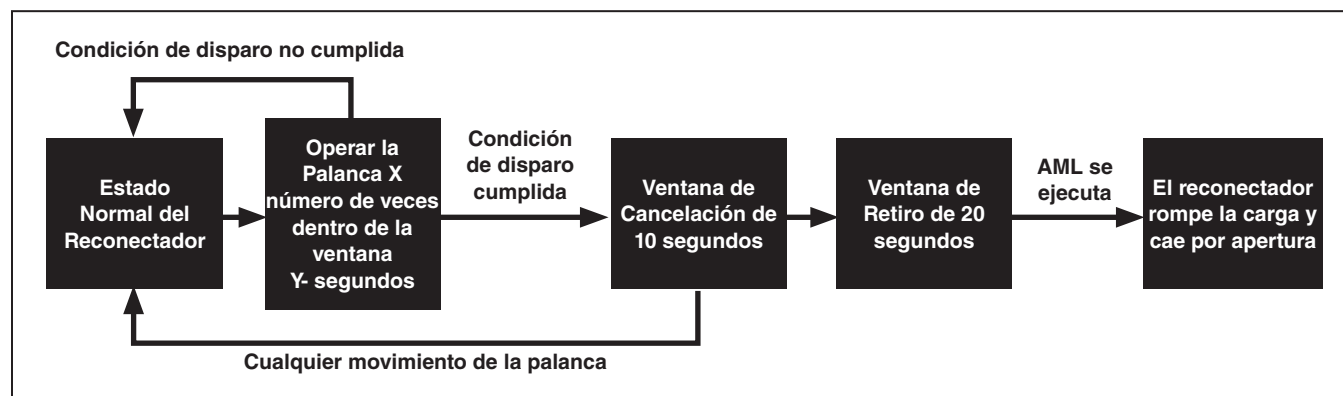 Condición de disparo no cumplida
Estado
Normal del
Reconectador
Operar la
Palanca X
número de veces
dentro de la
ventana
Y- segundos
Condición
de disparo
cumplida
Ventana de
Cancelación de
10 segundos
Ventana de
Retiro de 20
segundos
AML se
ejecuta
El reconectador
rompe la carga y
cae por apertura
Cualquier movimiento de la palanca